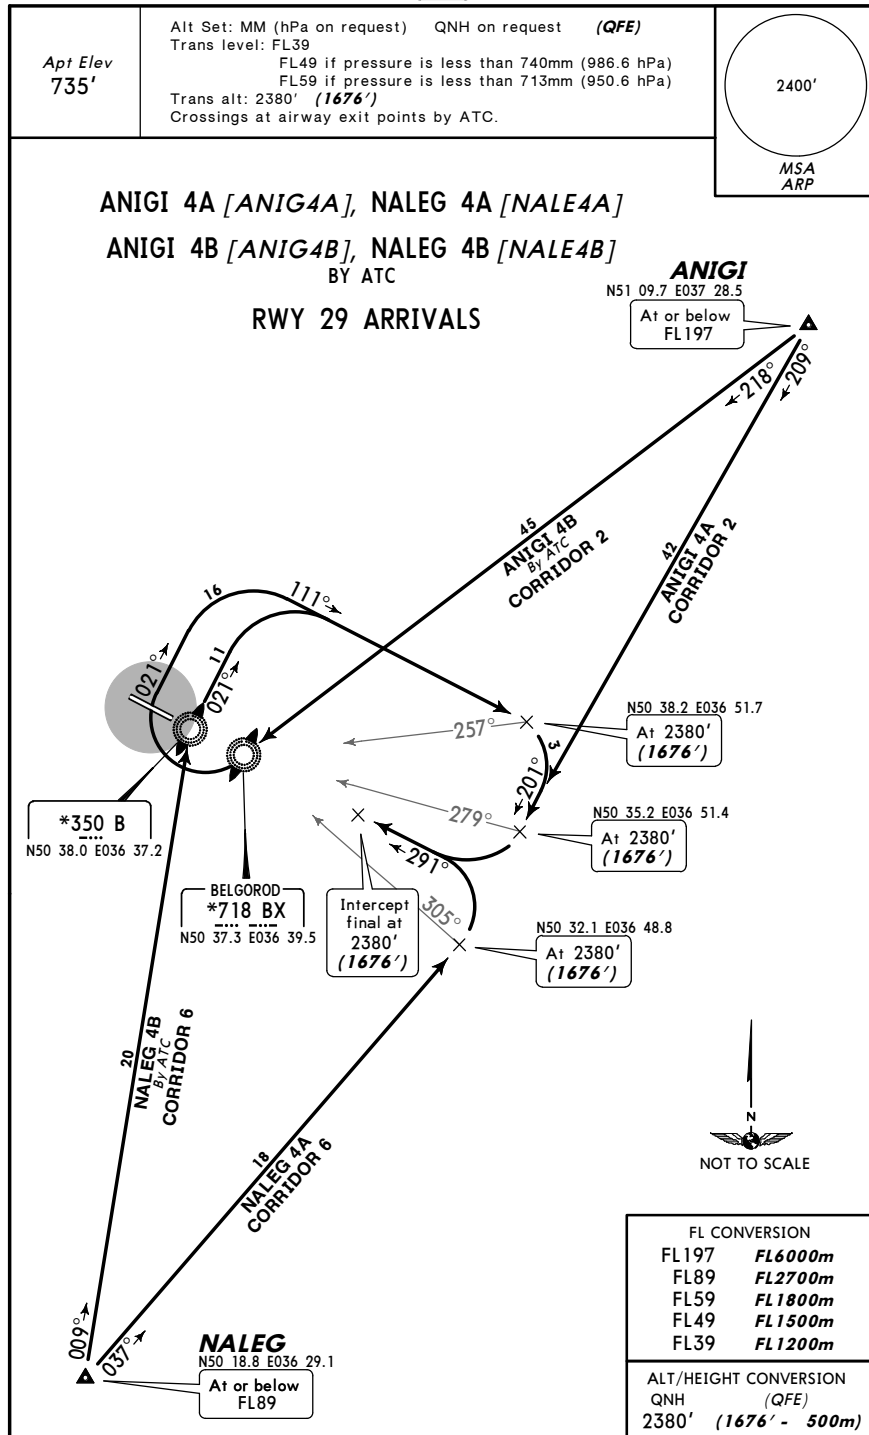 Apt Elev
735'
Alt Set: MM (hPa on request) QNH on request (QFE)
Trans level: FL39
FL49 if pressure is less than 740mm (986.6 hPa)
FL59 if pressure is less than 713mm (950.6 hPa)
Trans alt: 2380' (1676')
Crossings at airway exit points by ATC.
2400'
MSA
ARP
ANIGI 4A [ANIG4A], NALEG 4A [NALE4A]
ANIGI 4B [ANIG4B], NALEG 4B [NALE4B]
BY ATC
RWY 29 ARRIVALS
ANIGI
N51 09.7 E037 28.5
At or below
FL197
218°
209°
45
ANIGI 4B
By ATC
CORRIDOR 2
42
ANIGI 4A
CORRIDOR 2
16
111°
11
021°
021°
257°
3
N50 38.2 E036 51.7
At 2380'
(1676')
201°
279°
N50 35.2 E036 51.4
At 2380'
(1676')
*350 B
N50 38.0 E036 37.2
BELGOROD
*718 BX
N50 37.3 E036 39.5
291°
Intercept
final at
2380'
(1676')
305°
N50 32.1 E036 48.8
At 2380'
(1676')
20
NALEG 4B
By ATC
CORRIDOR 6
18
NALEG 4A
CORRIDOR 6
N
NOT TO SCALE
009°
037°
NALEG
N50 18.8 E036 29.1
At or below
FL89
FL CONVERSION
FL197 FL6000m
FL89 FL2700m
FL59 FL1800m
FL49 FL1500m
FL39 FL1200m
ALT/HEIGHT CONVERSION
QNH (QFE)
2380' (1676' - 500m)